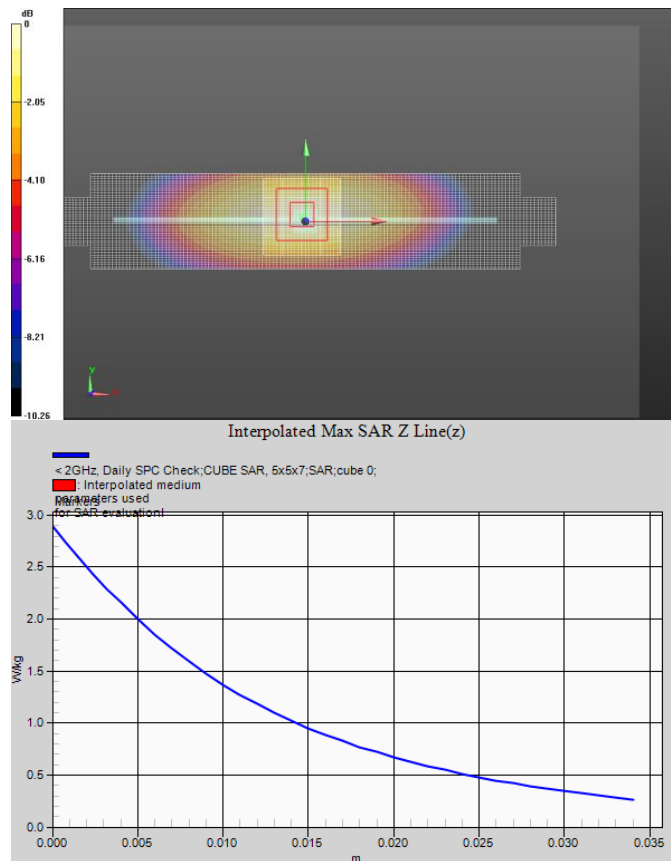 dB
0
-2.05
-4.10
-6.16
-8.21
-10.26
Y
Interpolated Max SAR Z Line(z)
< 2GHz, Daily SPC Check;CUBE SAR, 5x5x7;SAR;cube 0;
: Interpolated medium
parameters used
Markers
for SAR evaluation!
3.0
2.5
2.0
1.5
1.0
0.5
0.0
W/kg
0.000 0.005 0.010 0.015 0.020 0.025 0.030 0.035
m